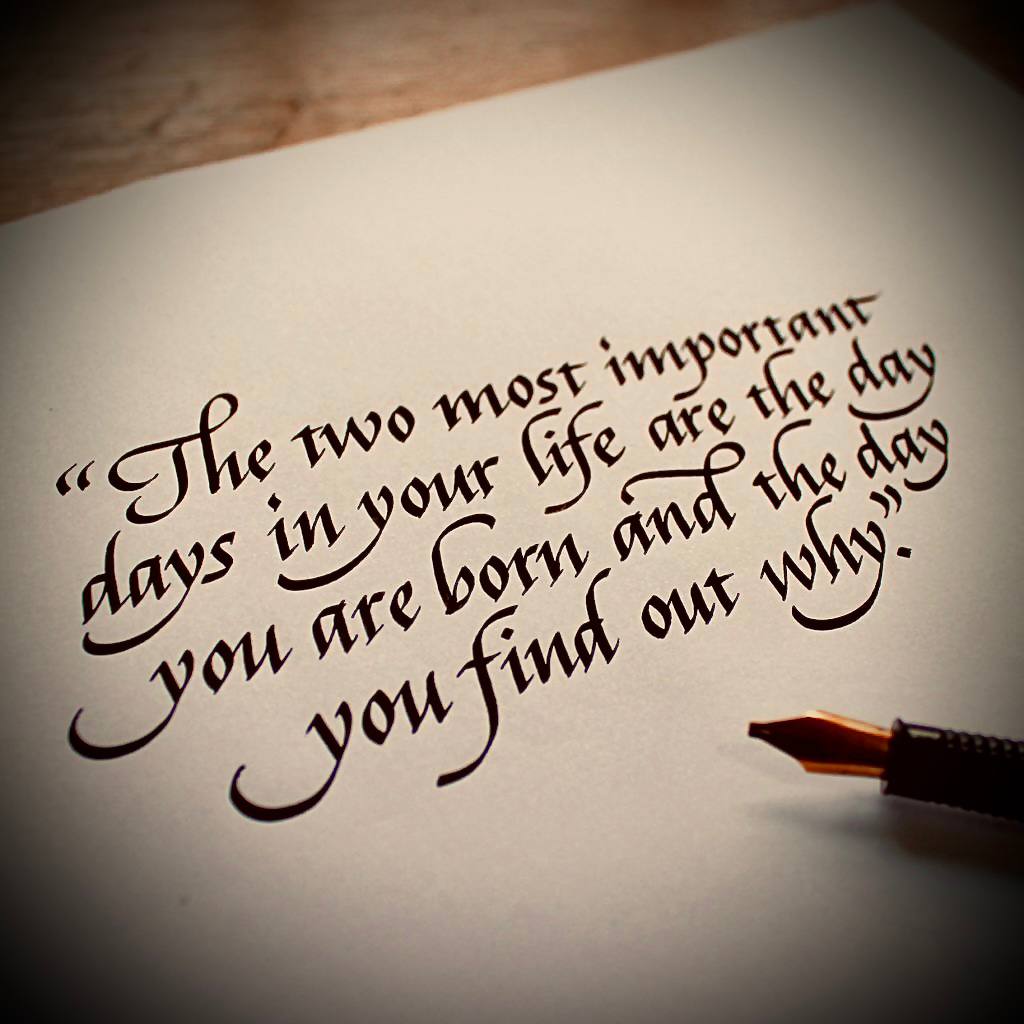 “The two most important
days in your life are the day
you are born and the day
you find out why”.